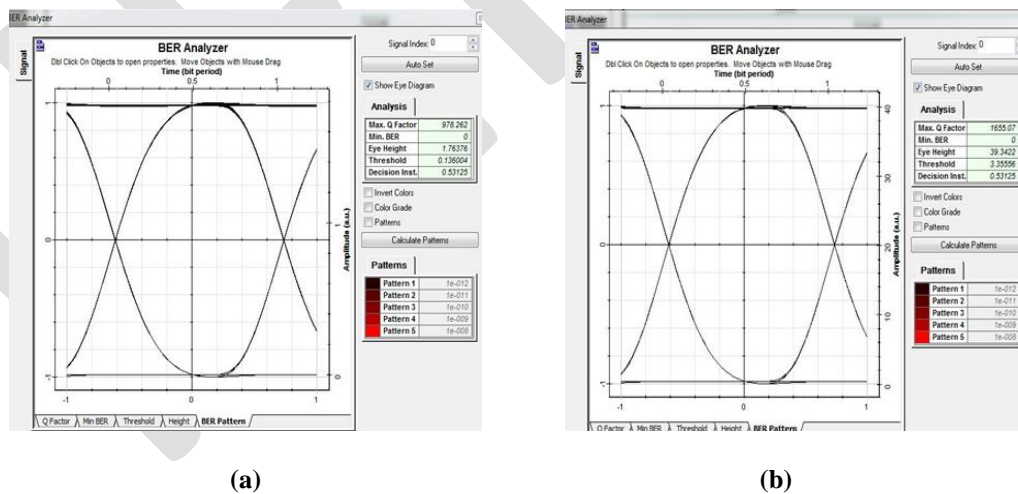 BER Analyzer
Signal
BER Analyzer
Dbl Click On Objects to open properties. Move Objects with Mouse Drag
Time (bit period)
0 0.5 1
1
0
-1
-1 0 1
1
0
Amplitude (a.u.)
Q Factor Min BER Threshold Height BER Pattern
Signal Index: 0
Auto Set
Show Eye Diagram
Analysis
Max. Q Factor 978.262
Min. BER 0
Eye Height 1.76376
Threshold 0.136004
Decision Inst. 0.53125
Invert Colors
Color Grade
Patterns
Calculate Patterns
Patterns
Pattern 1 1e-012
Pattern 2 1e-011
Pattern 3 1e-010
Pattern 4 1e-009
Pattern 5 1e-008
(a)
BER Analyzer
Signal
BER Analyzer
Dbl Click On Objects to open properties. Move Objects with Mouse Drag
Time (bit period)
0 0.5 1
1
0
-1
-1 0 1
40
30
20
10
0
Amplitude (a.u.)
Q Factor Min BER Threshold Height BER Pattern
Signal Index: 0
Auto Set
Show Eye Diagram
Analysis
Max. Q Factor 1655.07
Min. BER 0
Eye Height 39.3422
Threshold 3.35556
Decision Inst. 0.53125
Invert Colors
Color Grade
Patterns
Calculate Patterns
Patterns
Pattern 1 1e-012
Pattern 2 1e-011
Pattern 3 1e-010
Pattern 4 1e-009
Pattern 5 1e-008
(b)